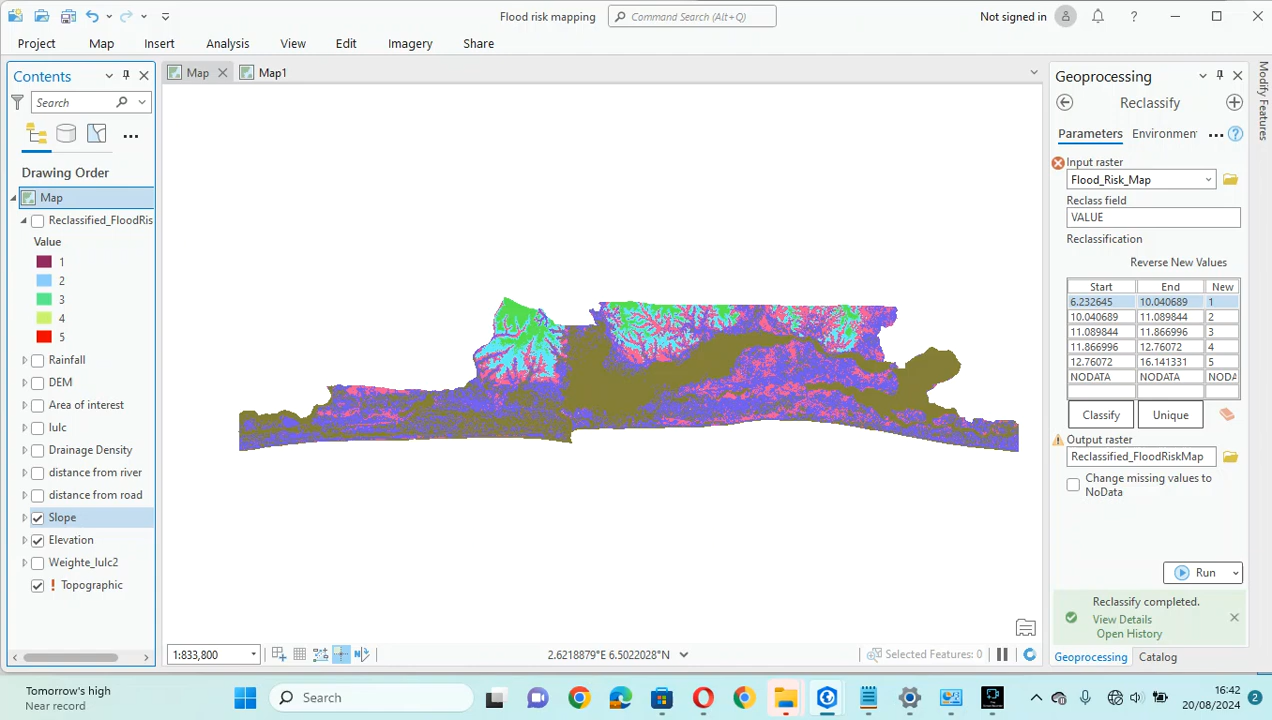 Flood risk mapping
Command Search (Alt+Q)
Not signed in
?
Project Map Insert Analysis View Edit Imagery Share
Contents
Search
...
Drawing Order
Map
Reclassified_FloodRis
Value
1
2
3
4
5
Rainfall
DEM
Area of interest
lulc
Drainage Density
distance from river
distance from road
Slope
Elevation
Weighte_lulc2
! Topographic
Map Map1
1:833,800
2.6218879°E 6.5022028°N
Selected Features: 0
Geoprocessing
Reclassify
Parameters Environmen ... ?
Input raster
Flood_Risk_Map
Reclass field
VALUE
Reclassification
Reverse New Values
Start End New
6.232645 10.040689 1
10.040689 11.089844 2
11.089844 11.866996 3
11.866996 12.76072 4
12.76072 16.141331 5
NODATA NODATA NODA
Classify Unique
Output raster
Reclassified_FloodRiskMap
Change missing values to
NoData
Run
Reclassify completed.
View Details
Open History
Geoprocessing Catalog
Modify Features
Tomorrow's high
Near record
Search
16:42
20/08/2024
2